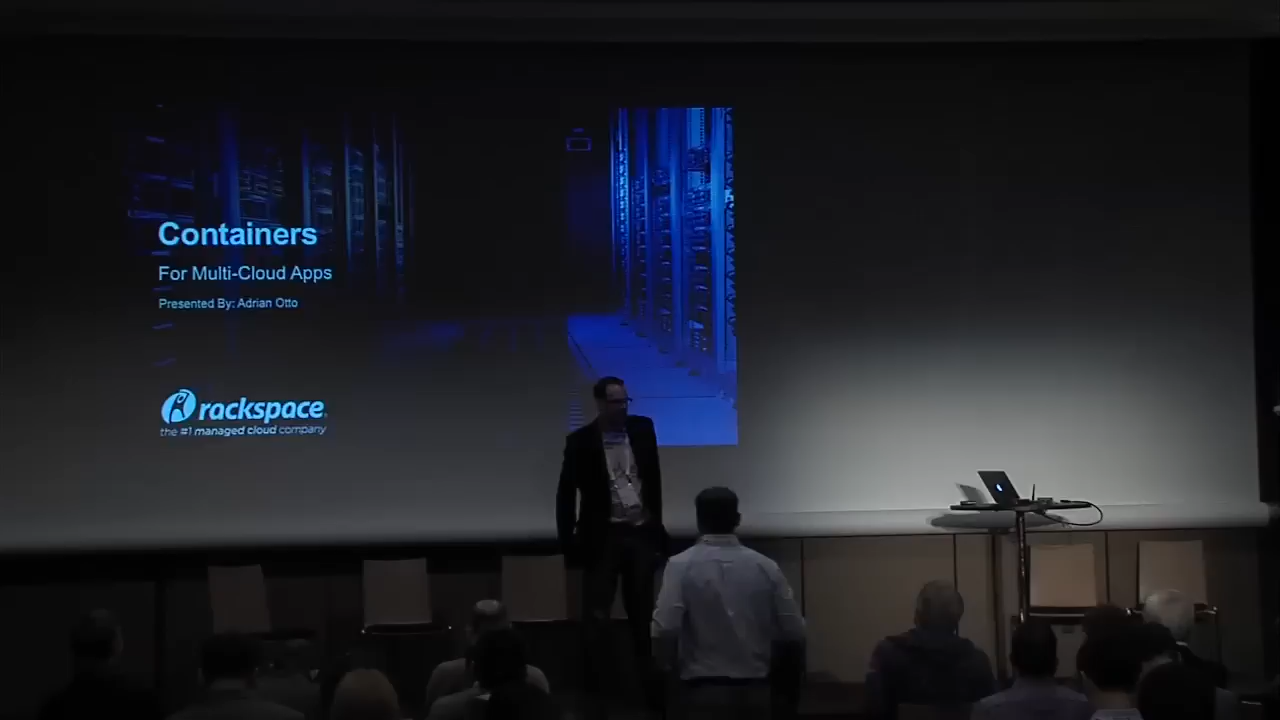 Containers
For Multi-Cloud Apps
Presented By: Adrian Otto
rackspace
the #1 managed cloud company